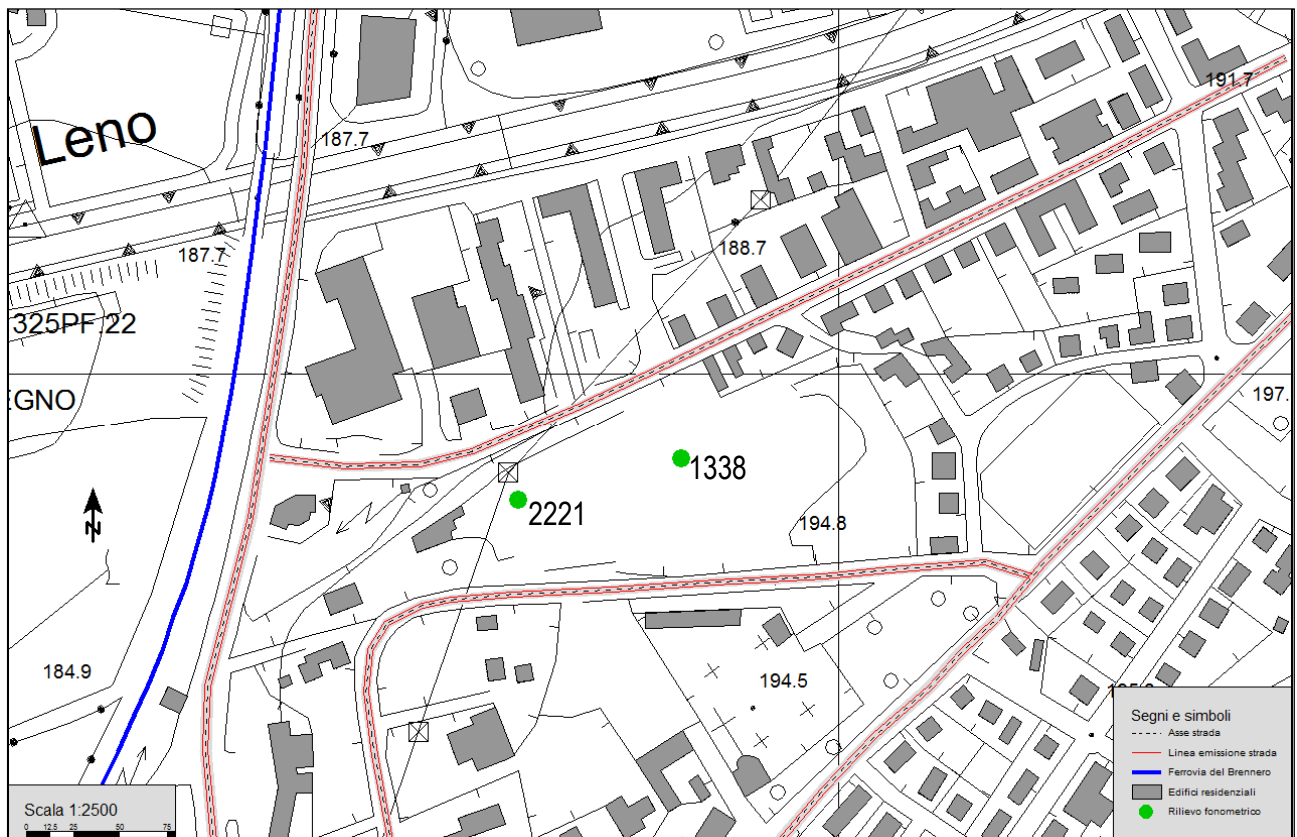 191.7
Leno
187.7
187.7
188.7
325PF.22
EGNO
197.
1338
2221
N
194.8
184.9
194.5
Segni e simboli
Asse strada
Linea emissione strada
Ferrovia del Brennero
Edifici residenziali
Rilievo fonometrico
Scala 1:2500
0 12.5 25 50 75